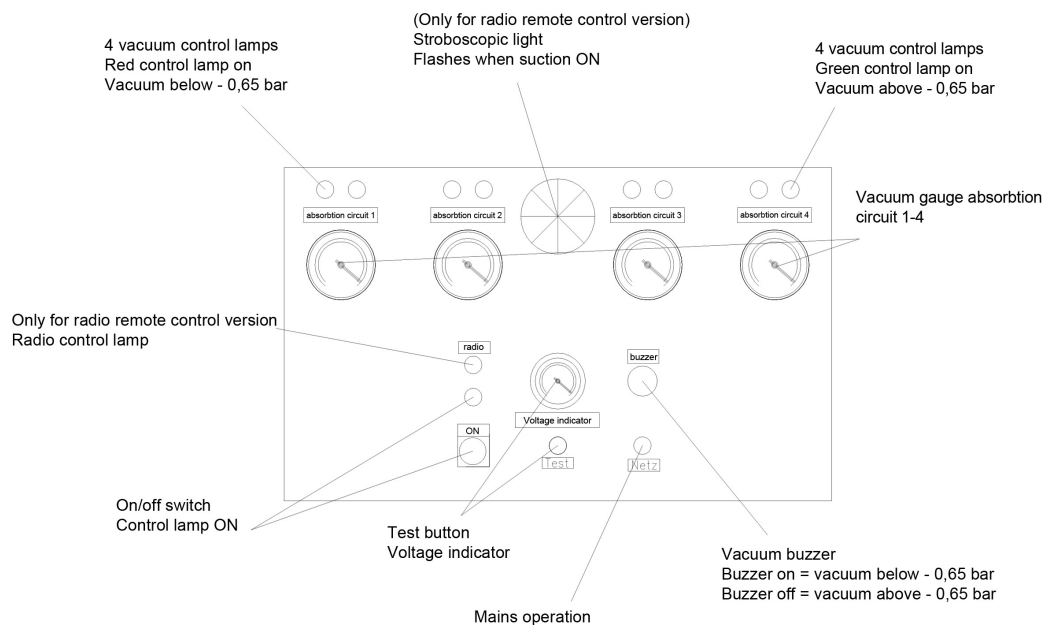 (Only for radio remote control version)
Stroboscopic light
Flashes when suction ON
4 vacuum control lamps
Red control lamp on
Vacuum below - 0,65 bar
4 vacuum control lamps
Green control lamp on
Vacuum above - 0,65 bar
absorbtion circuit 1
absorbtion circuit 2
absorbtion circuit 3
absorbtion circuit 4
Vacuum gauge absorbtion
circuit 1-4
Only for radio remote control version
Radio control lamp
radio
buzzer
Voltage indicator
ON
Test
Netz
On/off switch
Control lamp ON
Test button
Voltage indicator
Vacuum buzzer
Buzzer on = vacuum below - 0,65 bar
Buzzer off = vacuum above - 0,65 bar
Mains operation